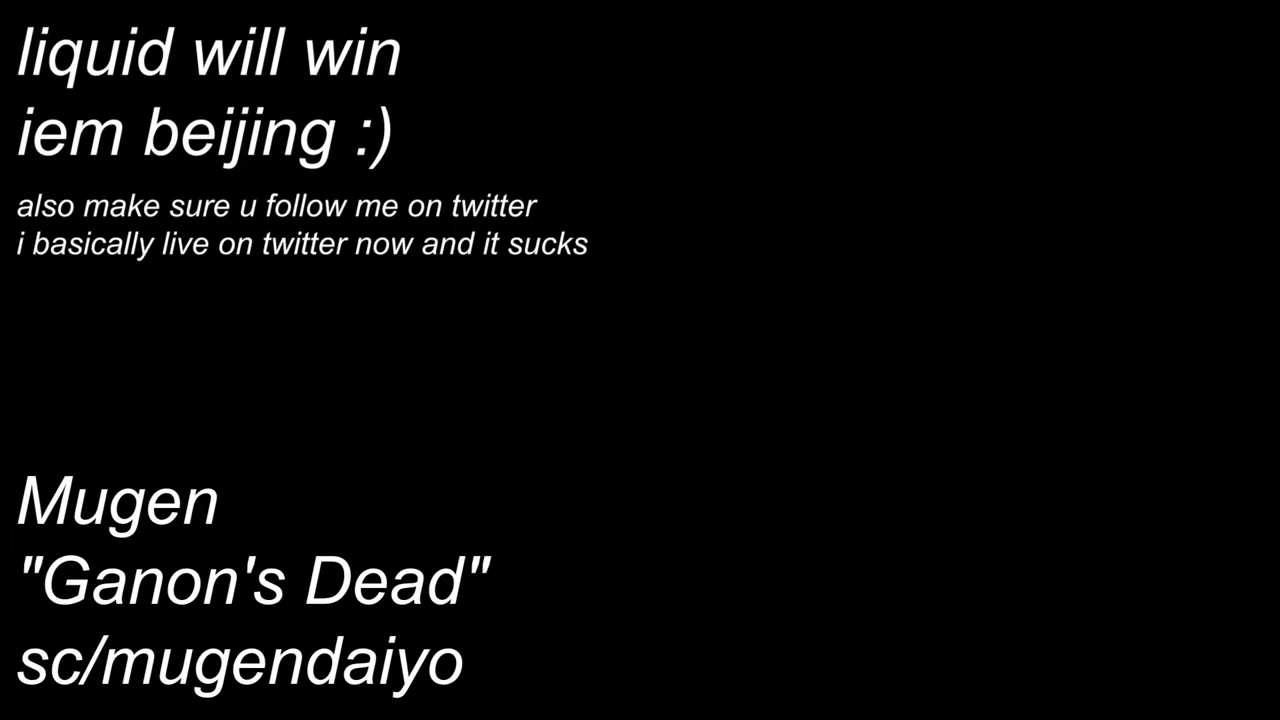 liquid will win
iem beijing :)
also make sure u follow me on twitter
i basically live on twitter now and it sucks
Mugen
"Ganon's Dead"
sc/mugendaiyo